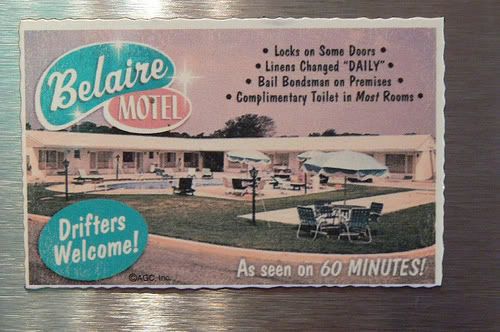 Belaire
MOTEL
• Locks on Some Doors •
• Linens Changed "DAILY" •
• Bail Bondsman on Premises •
• Complimentary Toilet in Most Rooms •
Drifters
Welcome!
©AGC, Inc.
As seen on 60 MINUTES!